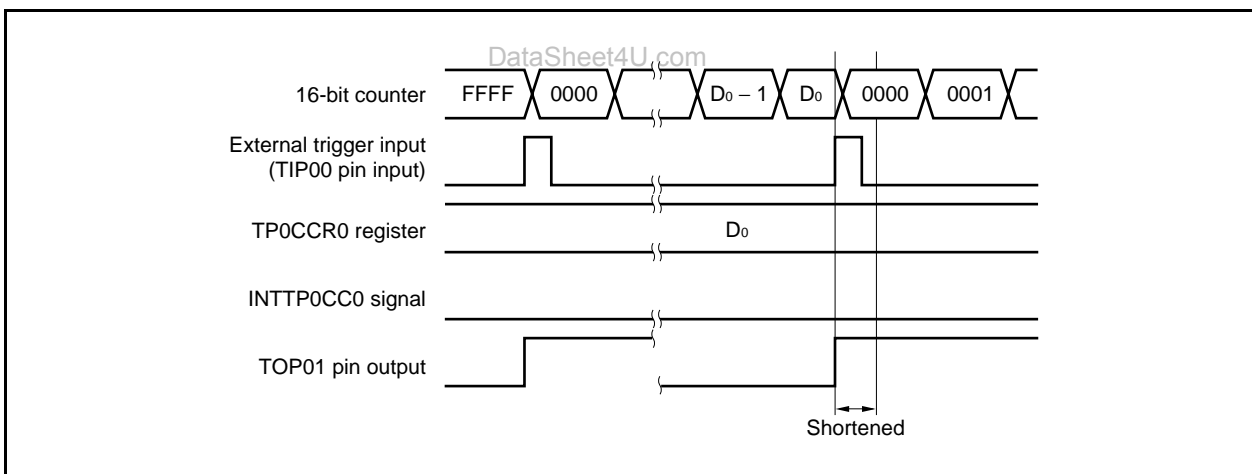 DataSheet4U.com
16-bit counter FFFF 0000 D₀ − 1 D₀ 0000 0001
External trigger input
(TIP00 pin input)
TP0CCR0 register D₀
INTTP0CC0 signal
TOP01 pin output
Shortened